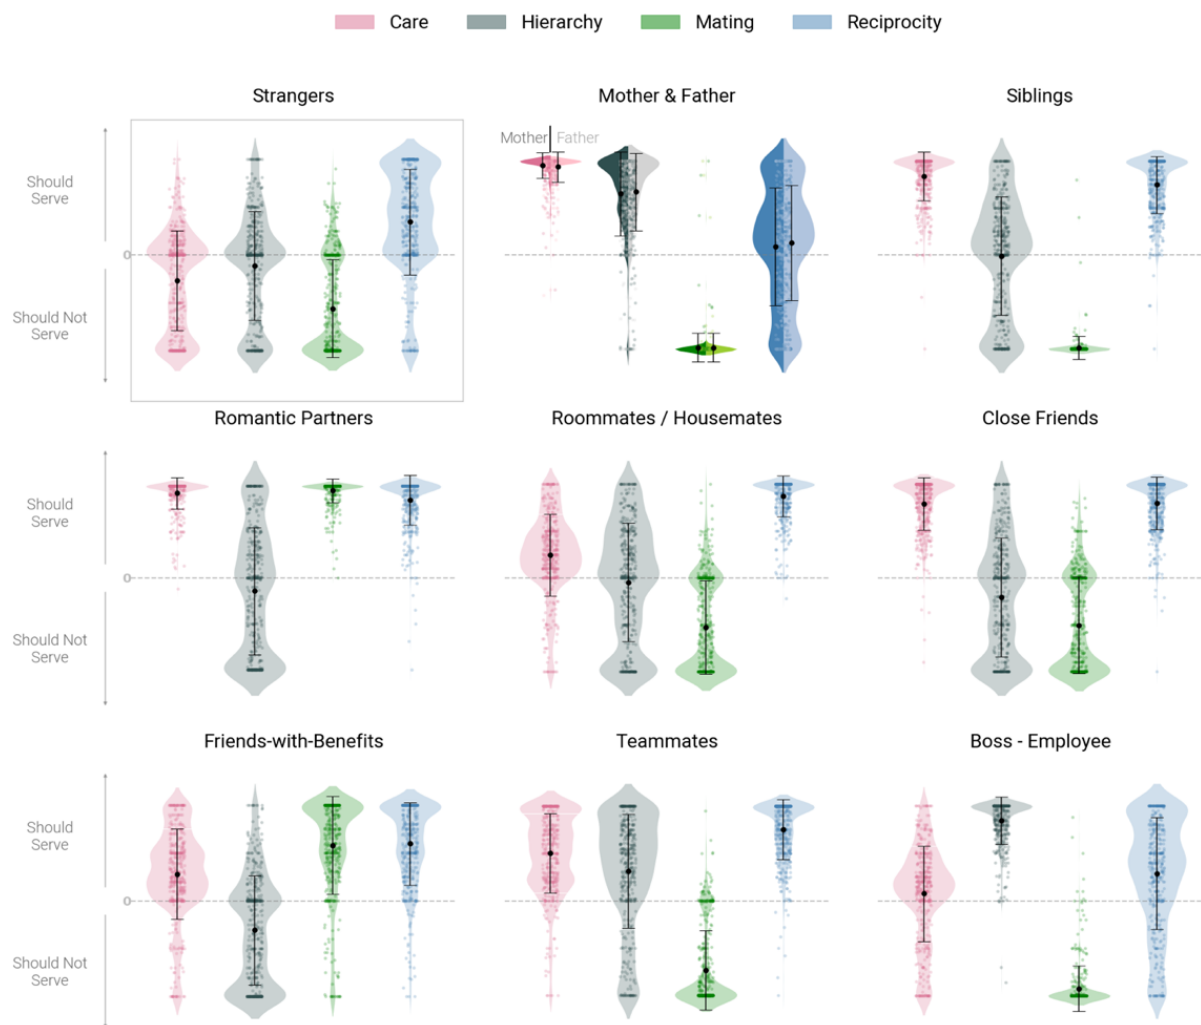 Care Hierarchy Mating Reciprocity
Strangers Mother & Father Siblings
Mother Father
Should
Serve
0
Should Not
Serve
Romantic Partners Roommates / Housemates Close Friends
Should
Serve
0
Should Not
Serve
Friends-with-Benefits Teammates Boss - Employee
Should
Serve
0
Should Not
Serve